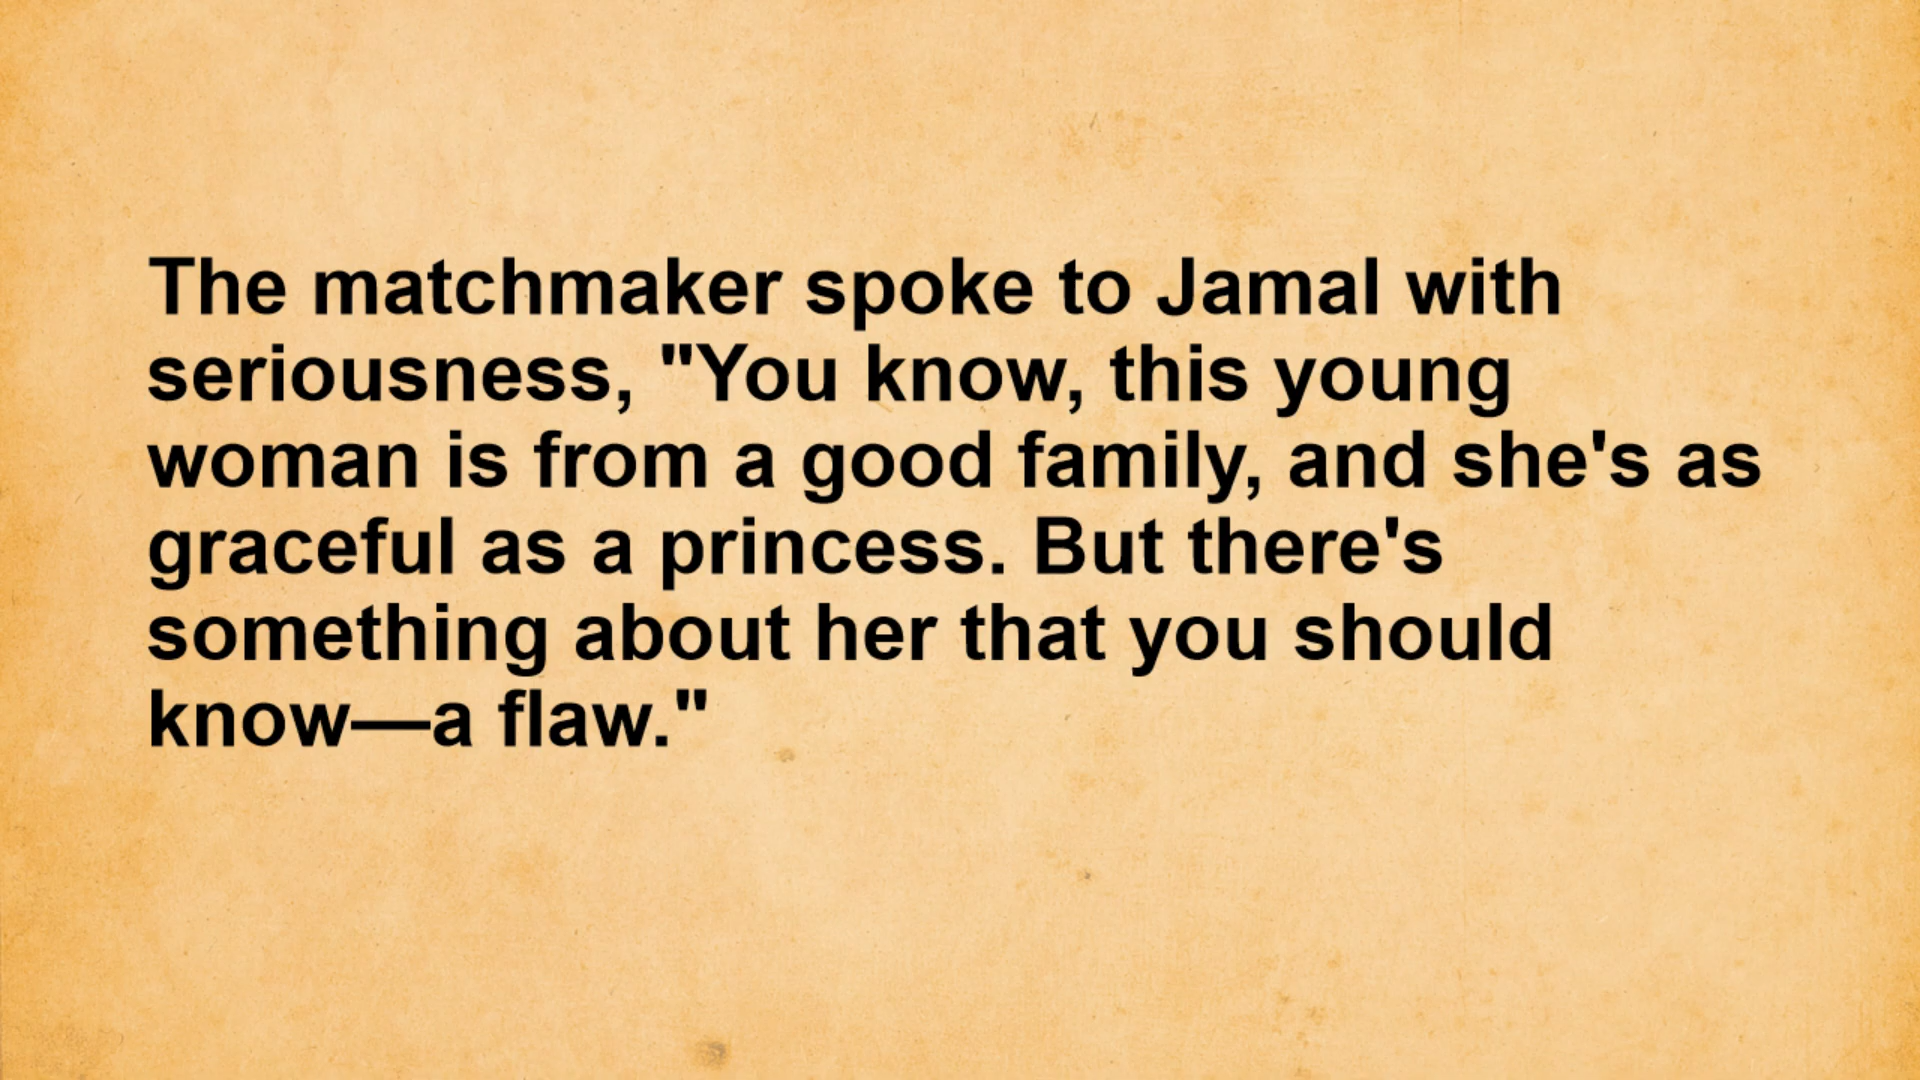 The matchmaker spoke to Jamal with
seriousness, "You know, this young
woman is from a good family, and she's as
graceful as a princess. But there's
something about her that you should
know—a flaw."